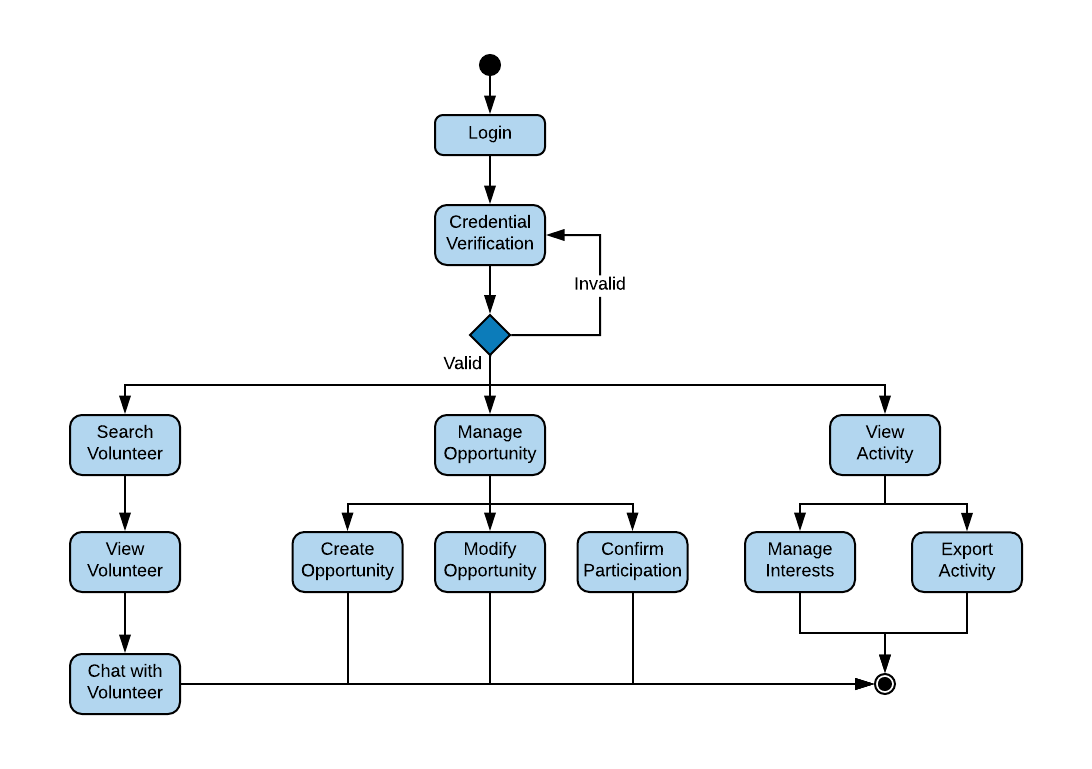 Login
Credential
Verification
Invalid
Valid
Search
Volunteer
Manage
Opportunity
View
Activity
View
Volunteer
Create
Opportunity
Modify
Opportunity
Confirm
Participation
Manage
Interests
Export
Activity
Chat with
Volunteer